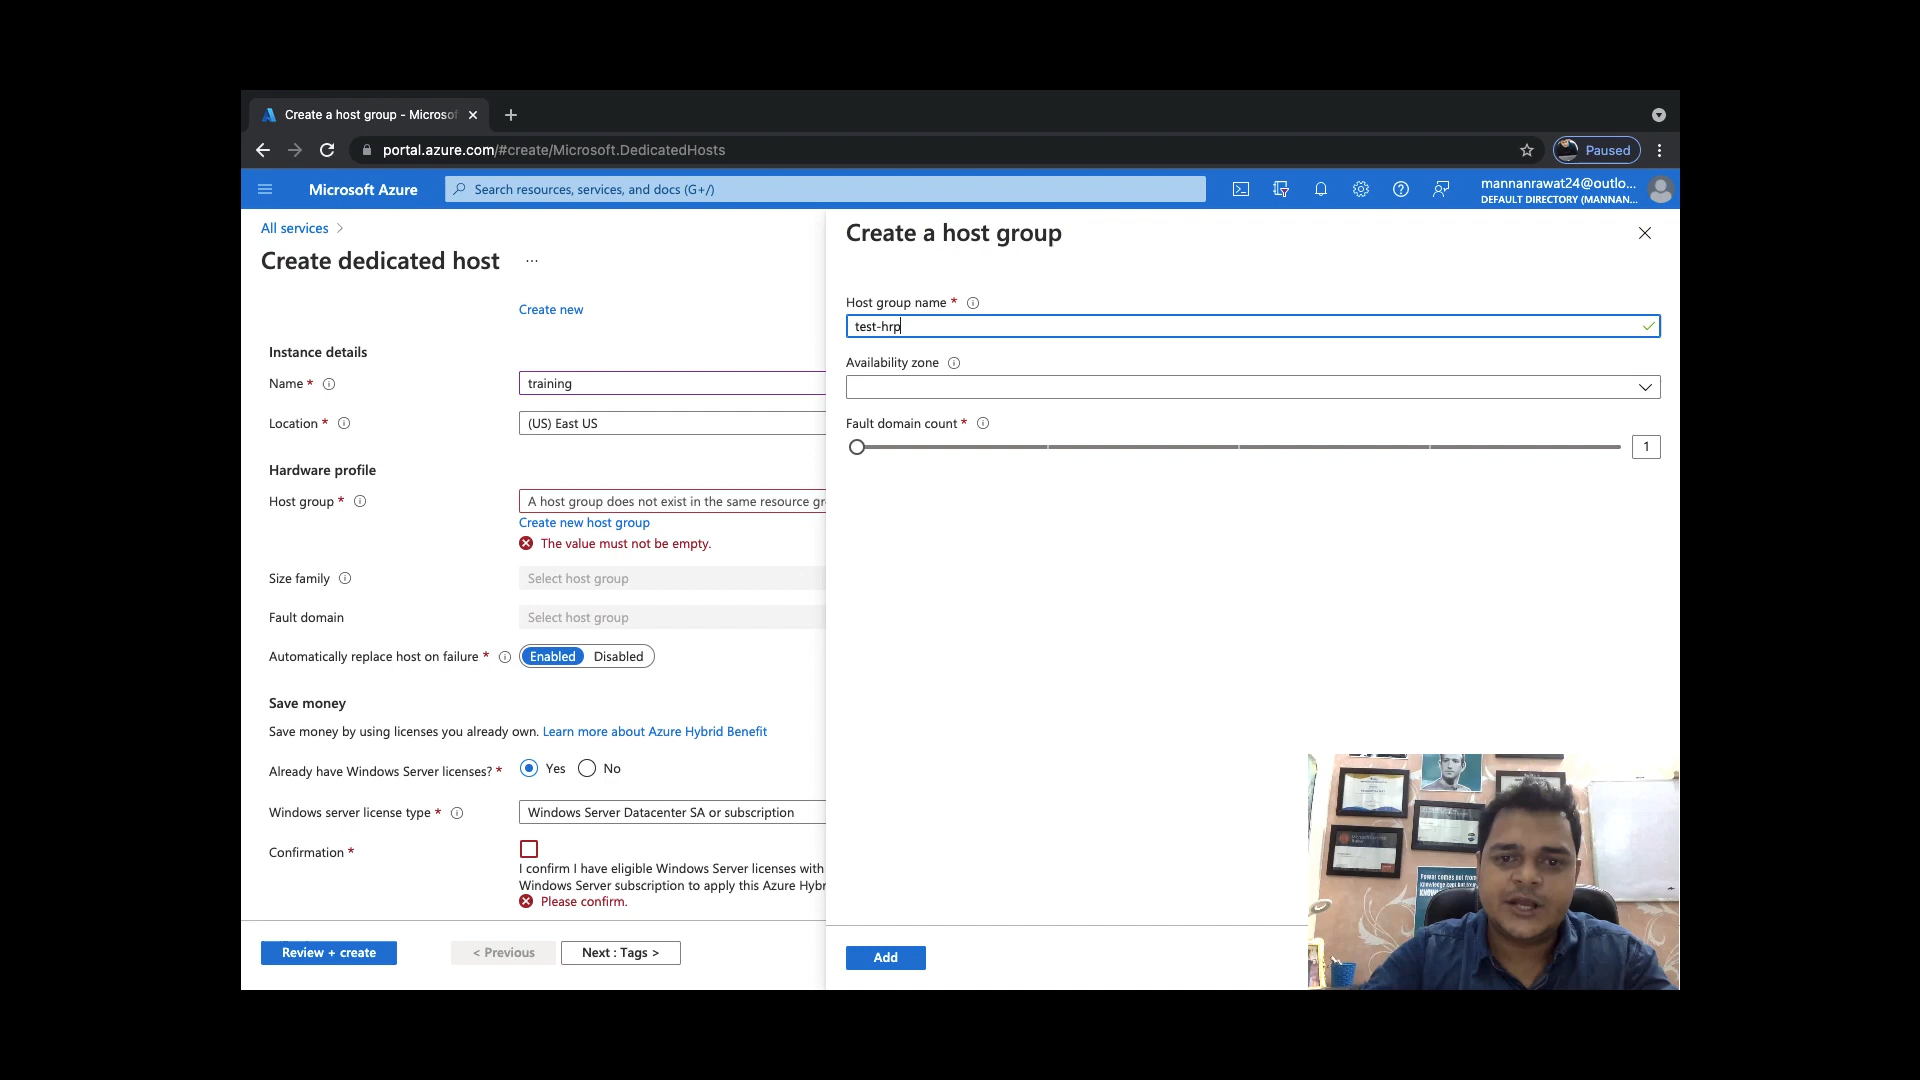 Create a host group - Microsof
portal.azure.com/#create/Microsoft.DedicatedHosts
Paused
Microsoft Azure
Search resources, services, and docs (G+/)
mannanrawat24@outlo...
DEFAULT DIRECTORY (MANNAN...
All services >
Create dedicated host ...
Create new
Instance details
Name *
training
Location *
(US) East US
Hardware profile
Host group *
A host group does not exist in the same resource gr
Create new host group
The value must not be empty.
Size family
Select host group
Fault domain
Select host group
Automatically replace host on failure *
Enabled Disabled
Save money
Save money by using licenses you already own. Learn more about Azure Hybrid Benefit
Already have Windows Server licenses? *
Yes No
Windows server license type *
Windows Server Datacenter SA or subscription
Confirmation *
I confirm I have eligible Windows Server licenses with
Windows Server subscription to apply this Azure Hybr
Please confirm.
Review + create
< Previous
Next : Tags >
Create a host group
Host group name *
test-hrp
Availability zone
Fault domain count *
1
Add